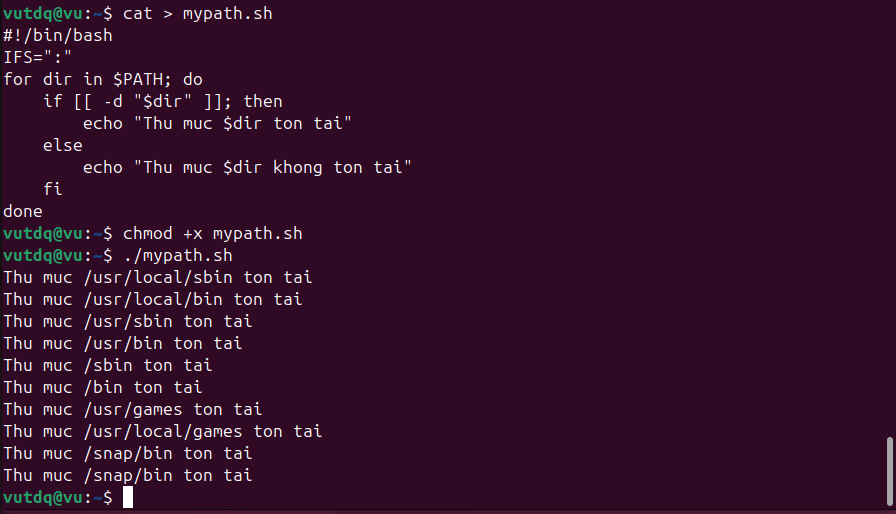 vutdq@vu:~$ cat > mypath.sh
#!/bin/bash
IFS=":"
for dir in $PATH; do
    if [[ -d "$dir" ]]; then
        echo "Thu muc $dir ton tai"
    else
        echo "Thu muc $dir khong ton tai"
    fi
done
vutdq@vu:~$ chmod +x mypath.sh
vutdq@vu:~$ ./mypath.sh
Thu muc /usr/local/sbin ton tai
Thu muc /usr/local/bin ton tai
Thu muc /usr/sbin ton tai
Thu muc /usr/bin ton tai
Thu muc /sbin ton tai
Thu muc /bin ton tai
Thu muc /usr/games ton tai
Thu muc /usr/local/games ton tai
Thu muc /snap/bin ton tai
Thu muc /snap/bin ton tai
vutdq@vu:~$